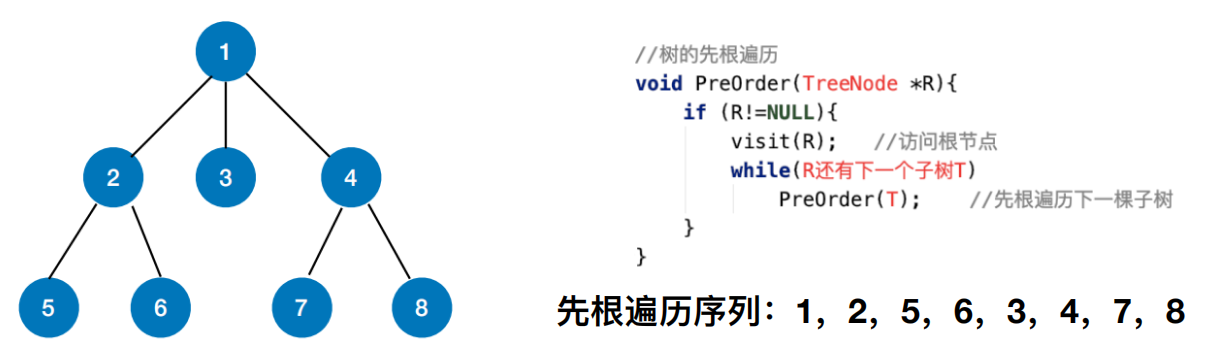 1
2
3
4
5
6
7
8
//树的先根遍历
void PreOrder(TreeNode *R){
if (R!=NULL){
visit(R); //访问根节点
while(R还有下一个子树T)
PreOrder(T); //先根遍历下一棵子树
}
}
先根遍历序列：1，2，5，6，3，4，7，8